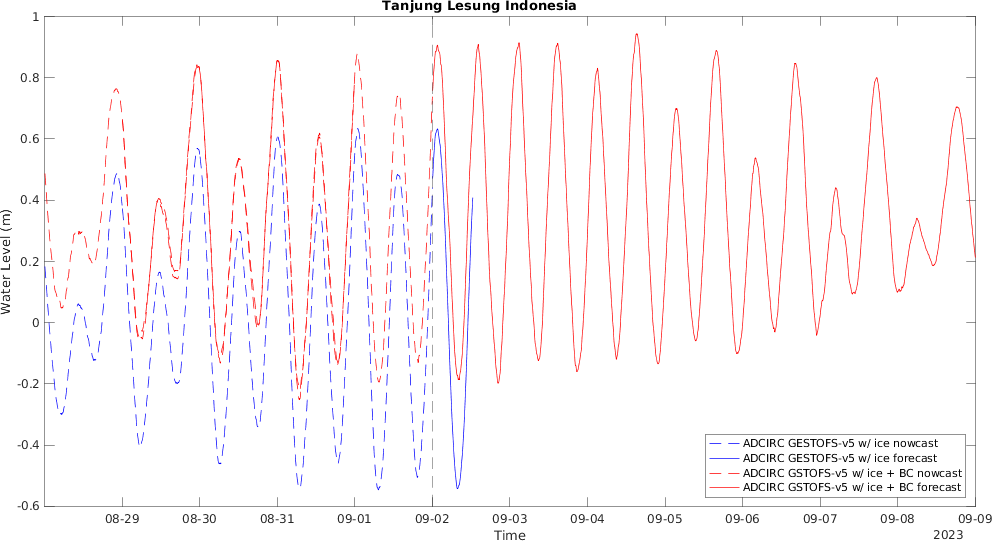 Tanjung Lesung Indonesia
1
0.8
0.6
0.4
0.2
0
-0.2
-0.4
-0.6
Water Level (m)
08-29 08-30 08-31 09-01 09-02 09-03 09-04 09-05 09-06 09-07 09-08 09-09
Time
2023
ADCIRC GESTOFS-v5 w/ ice nowcast
ADCIRC GESTOFS-v5 w/ ice forecast
ADCIRC GSTOFS-v5 w/ ice + BC nowcast
ADCIRC GSTOFS-v5 w/ ice + BC forecast